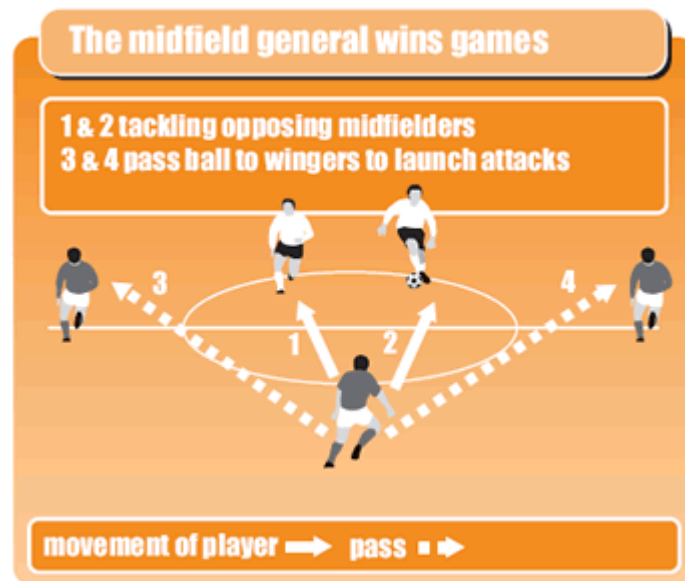 The midfield general wins games
1 & 2 tackling opposing midfielders
3 & 4 pass ball to wingers to launch attacks
3
4
1
2
movement of player
pass